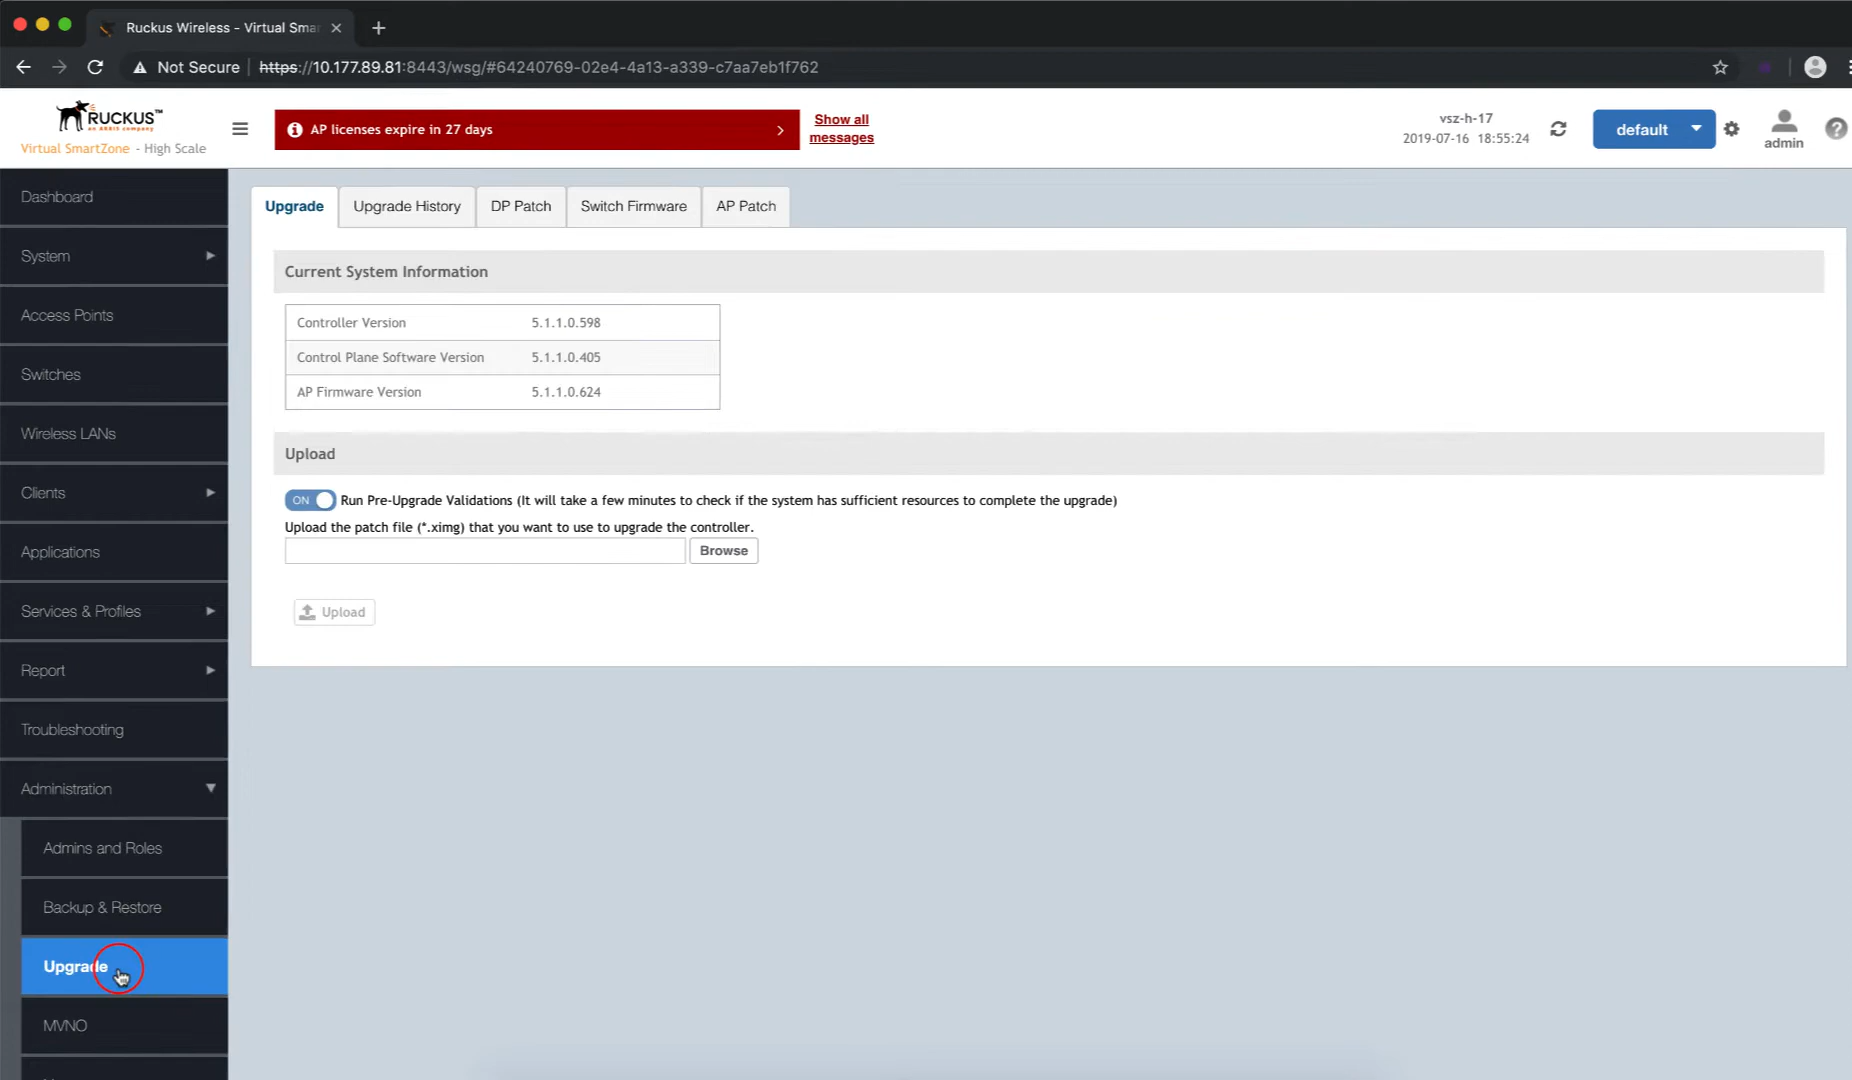 Ruckus Wireless - Virtual Sma
Not Secure
https://10.177.89.81:8443/wsg/#64240769-02e4-4a13-a339-c7aa7eb1f762
RUCKUS™
an ARRIS company
Virtual SmartZone - High Scale
AP licenses expire in 27 days
Show all
messages
vsz-h-17
2019-07-16 18:55:24
default
admin
Dashboard
System
Access Points
Switches
Wireless LANs
Clients
Applications
Services & Profiles
Report
Troubleshooting
Administration
Admins and Roles
Backup & Restore
Upgrade
MVNO
Upgrade
Upgrade History
DP Patch
Switch Firmware
AP Patch
Current System Information
Controller Version 5.1.1.0.598
Control Plane Software Version 5.1.1.0.405
AP Firmware Version 5.1.1.0.624
Upload
ON Run Pre-Upgrade Validations (It will take a few minutes to check if the system has sufficient resources to complete the upgrade)
Upload the patch file (*.ximg) that you want to use to upgrade the controller.
Browse
Upload